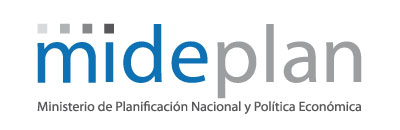 mideplan
Ministerio de Planificación Nacional y Política Económica